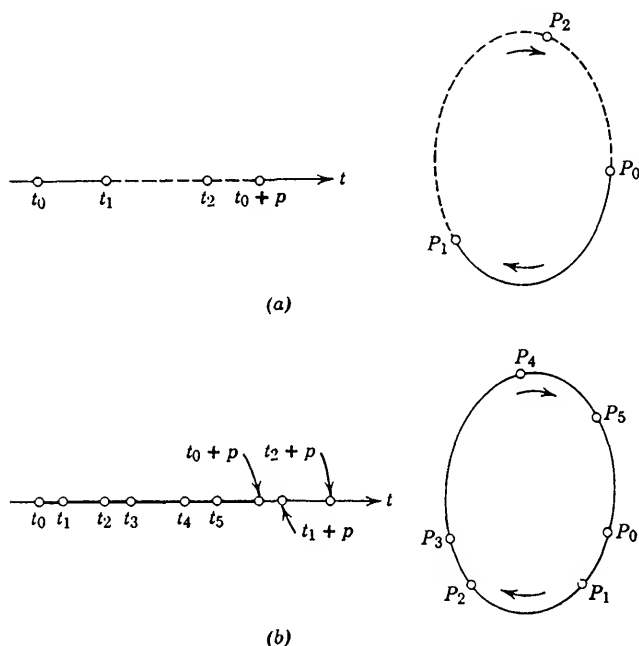 P₂
P₀
t
t₀ t₁ t₂ t₀ + p
P₁
(a)
P₄
P₅
t₀ + p t₂ + p
t
t₀ t₁ t₂ t₃ t₄ t₅
t₁ + p
P₃ P₀
P₂ P₁
(b)